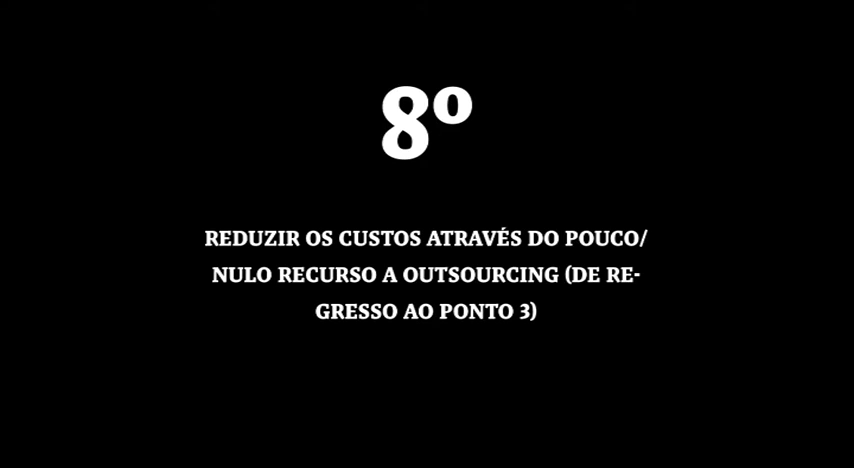 8º
REDUZIR OS CUSTOS ATRAVÉS DO POUCO/
NULO RECURSO A OUTSOURCING (DE RE-
GRESSO AO PONTO 3)